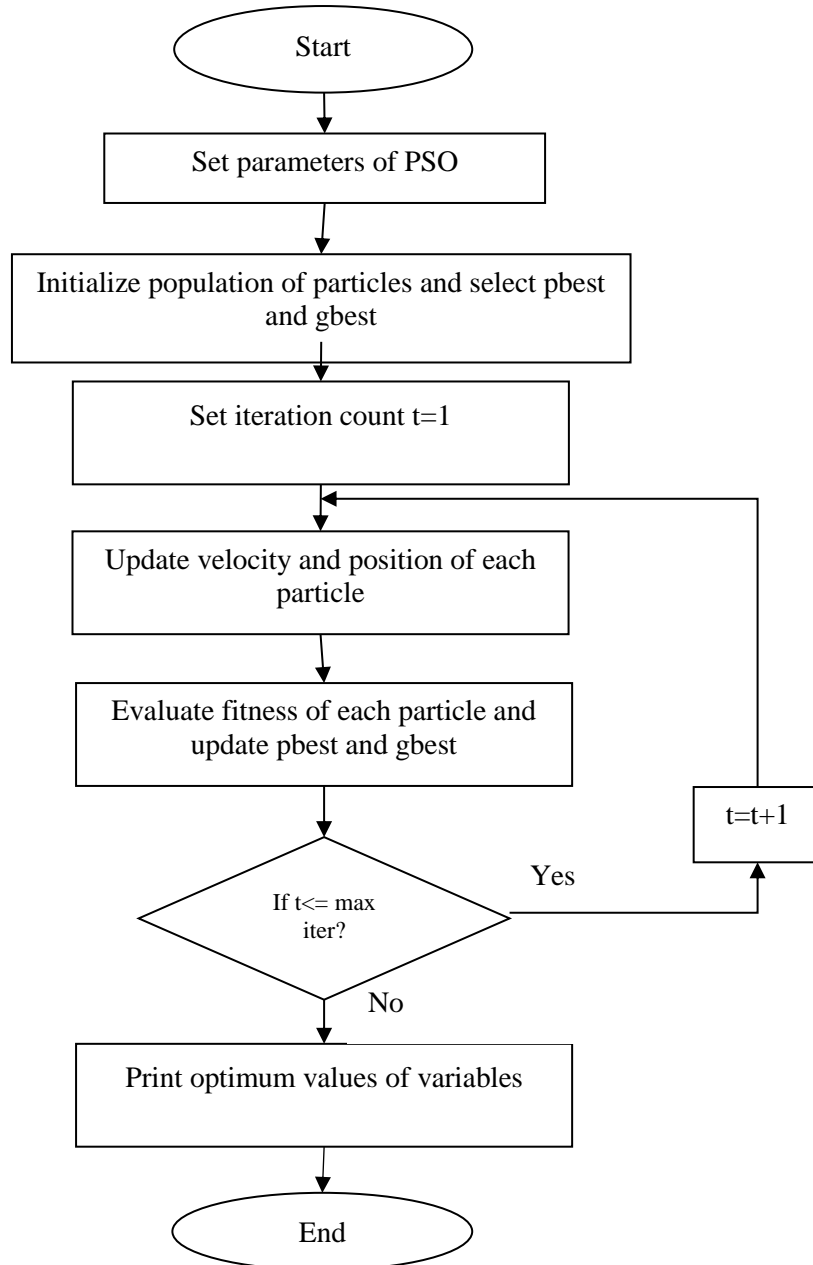 Start
Set parameters of PSO
Initialize population of particles and select pbest
and gbest
Set iteration count t=1
Update velocity and position of each
particle
Evaluate fitness of each particle and
update pbest and gbest
t=t+1
Yes
If t<= max
iter?
No
Print optimum values of variables
End